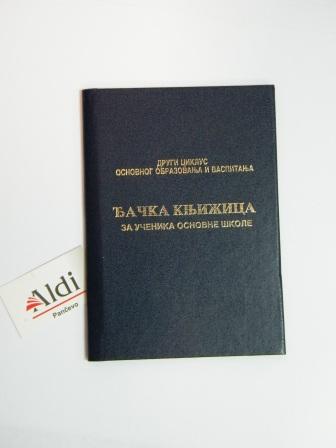 ДРУГИ ЦИКЛУС
ОСНОВНОГ ОБРАЗОВАЊА И ВАСПИТАЊА
ЂАЧКА КЊИЖИЦА
ЗА УЧЕНИКА ОСНОВНЕ ШКОЛЕ
Aldi
Pančevo